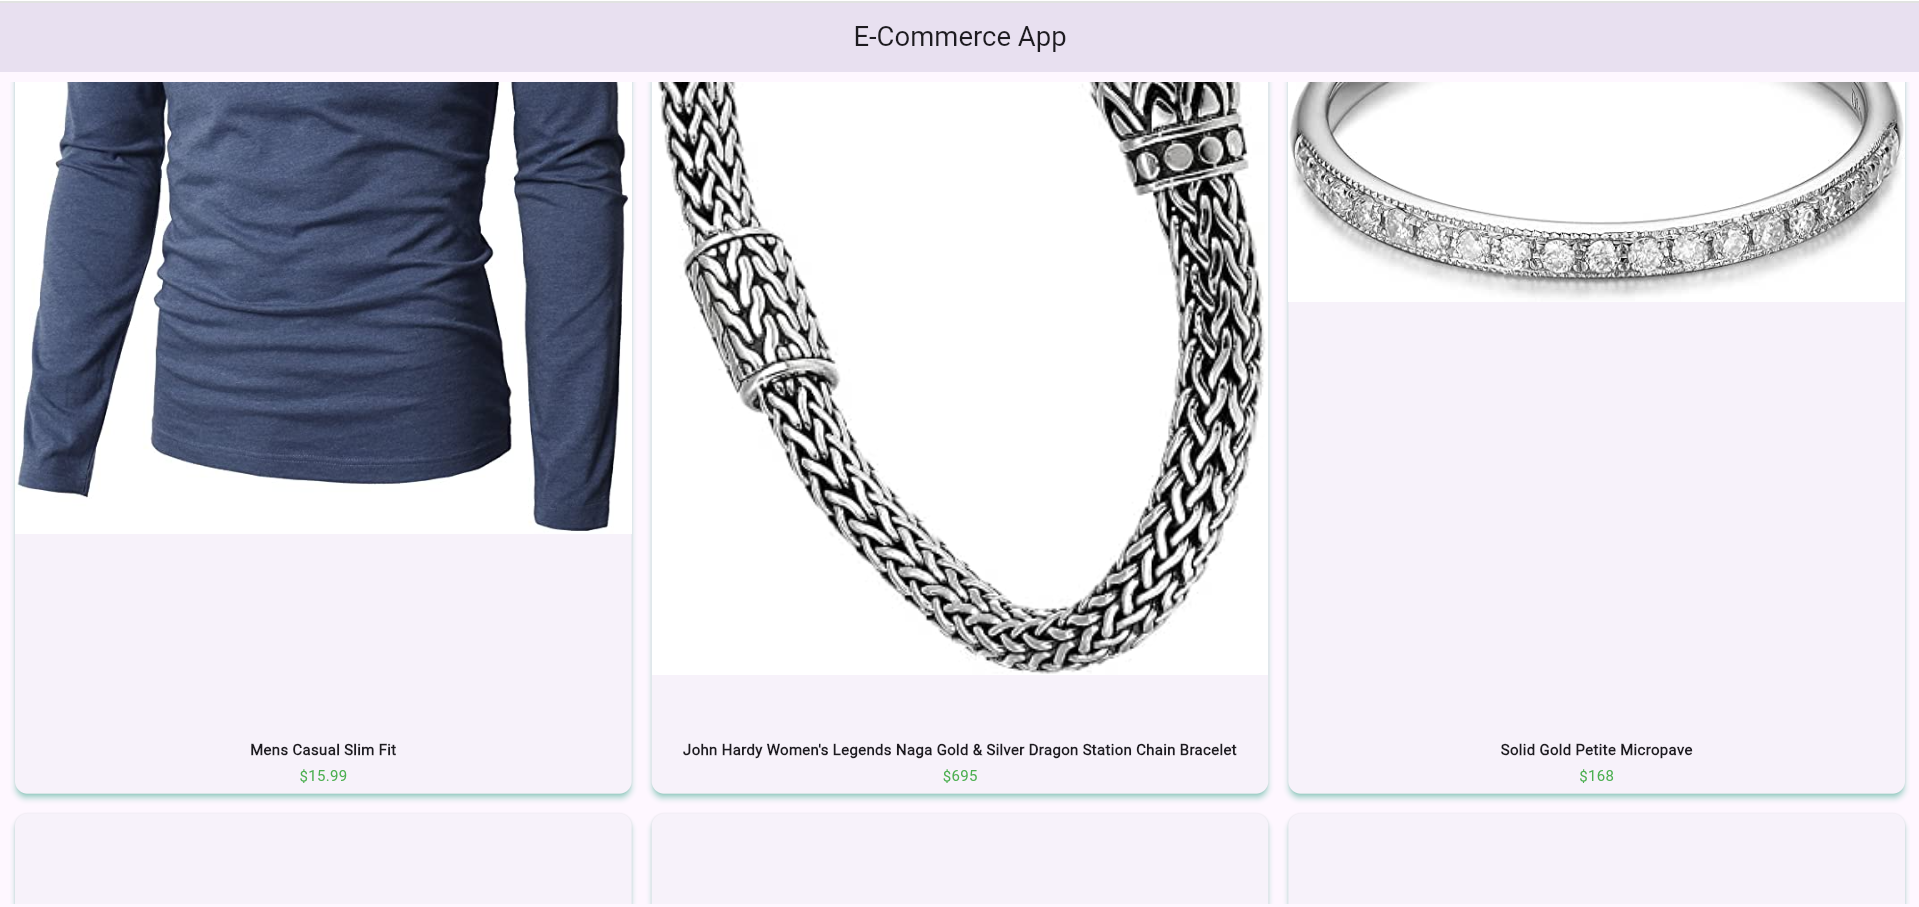 E-Commerce App
Mens Casual Slim Fit
$15.99
John Hardy Women's Legends Naga Gold & Silver Dragon Station Chain Bracelet
$695
Solid Gold Petite Micropave
$168